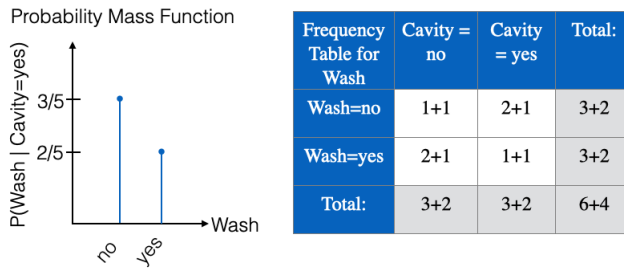 Probability Mass Function
P(Wash | Cavity=yes)
3/5
2/5
Wash
no
yes
Frequency Table for Wash
Cavity = no
Cavity = yes
Total:
Wash=no
1+1
2+1
3+2
Wash=yes
2+1
1+1
3+2
Total:
3+2
3+2
6+4